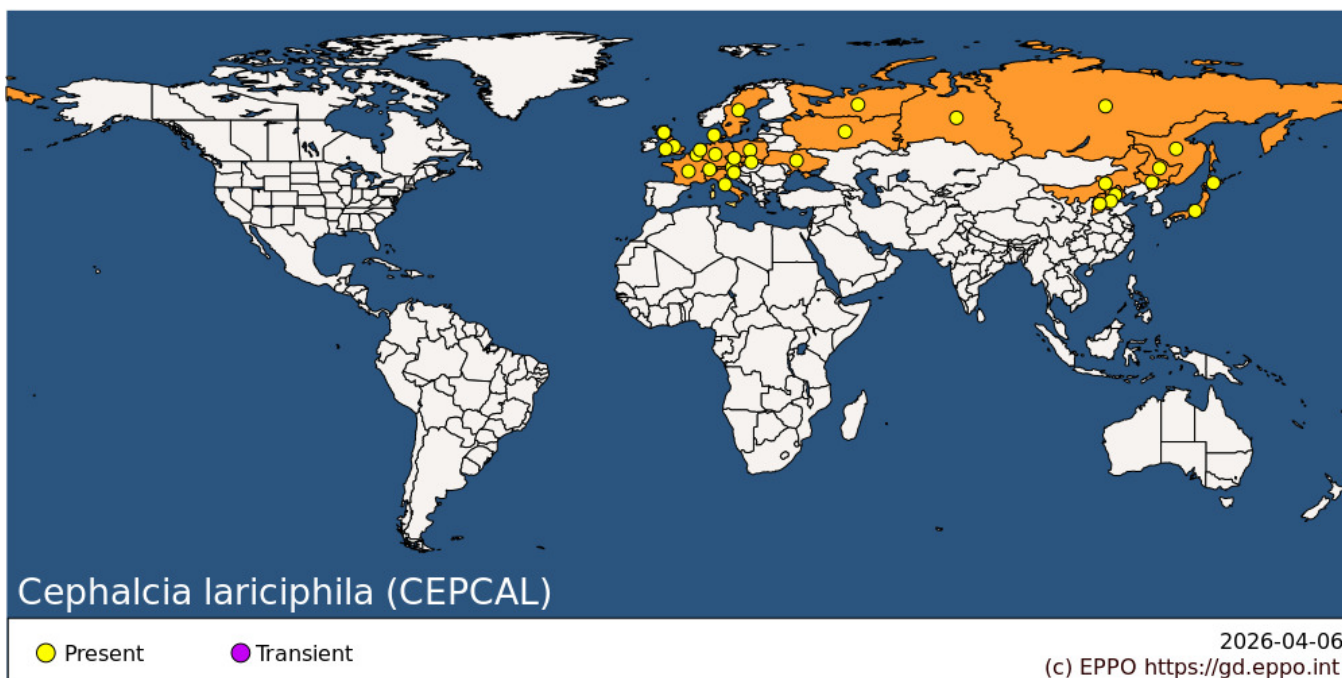 Cephalcia lariciphila (CEPCAL)
Present
Transient
2026-04-06
(c) EPPO https://gd.eppo.int